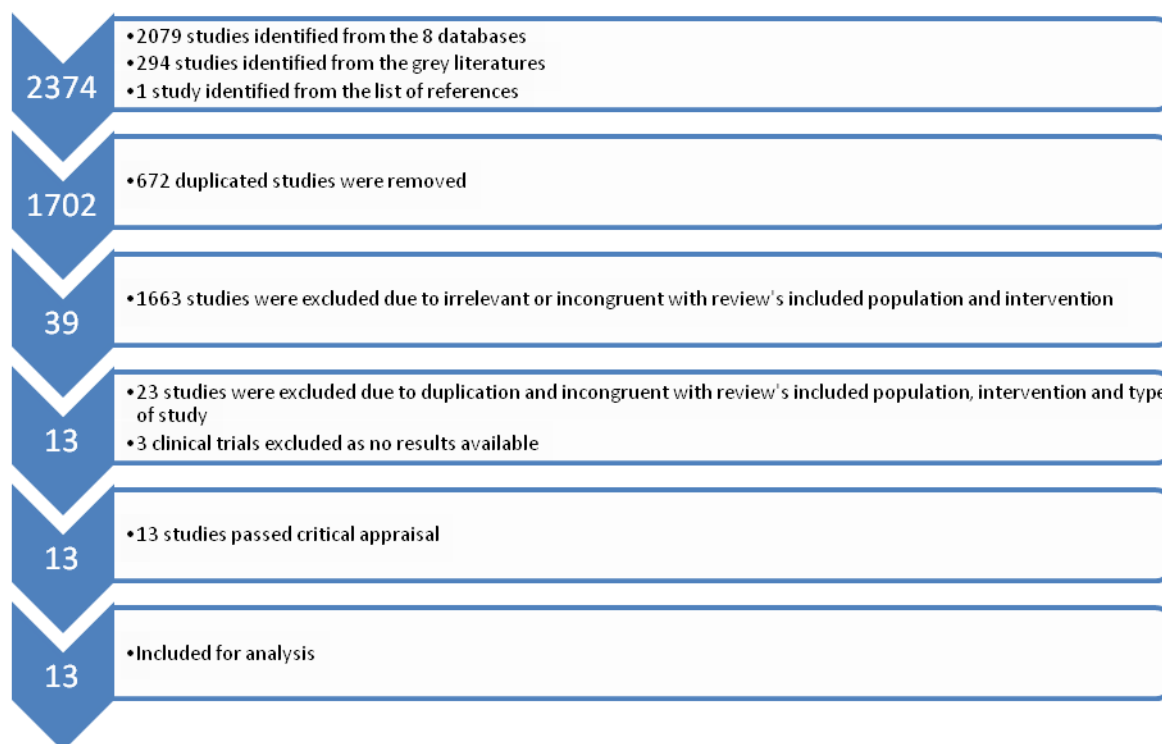 •2079 studies identified from the 8 databases
•294 studies identified from the grey literatures
•1 study identified from the list of references
2374
•672 duplicated studies were removed
1702
•1663 studies were excluded due to irrelevant or incongruent with review's included population and intervention
39
•23 studies were excluded due to duplication and incongruent with review's included population, intervention and type
of study
•3 clinical trials excluded as no results available
13
•13 studies passed critical appraisal
13
•Included for analysis
13